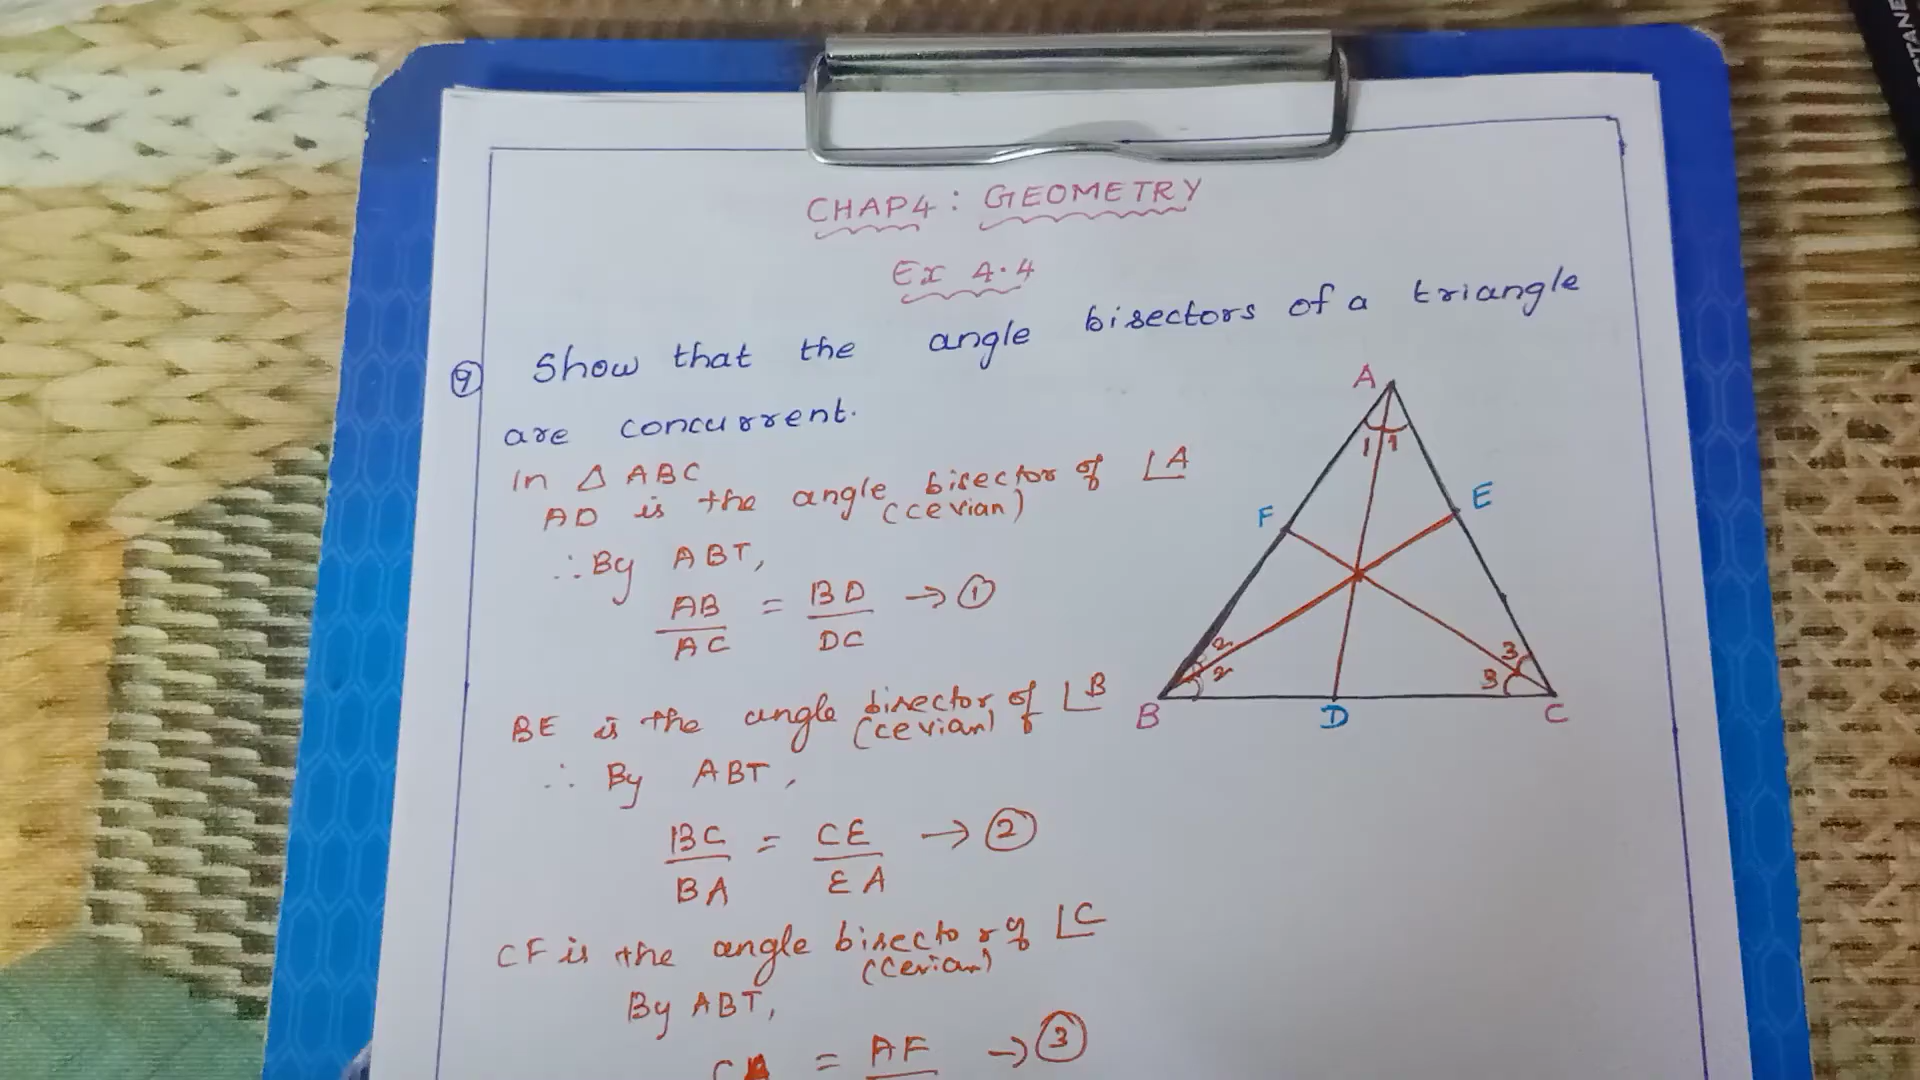 CHAP 4 : GEOMETRY
Ex 4.4
⑨ Show that the angle bisectors of a triangle
are concurrent.
In △ ABC
AD is the angle bisector of ∠A
(cevian)
∴ By ABT,
AB/AC = BD/DC → ①
BE is the angle bisector of ∠B
(cevian)
∴ By ABT,
BC/BA = CE/EA → ②
CF is the angle bisector of ∠C
(cevian)
By ABT,
CA = AF → ③
A
1 1
F
E
2
2
3
3
B
D
C